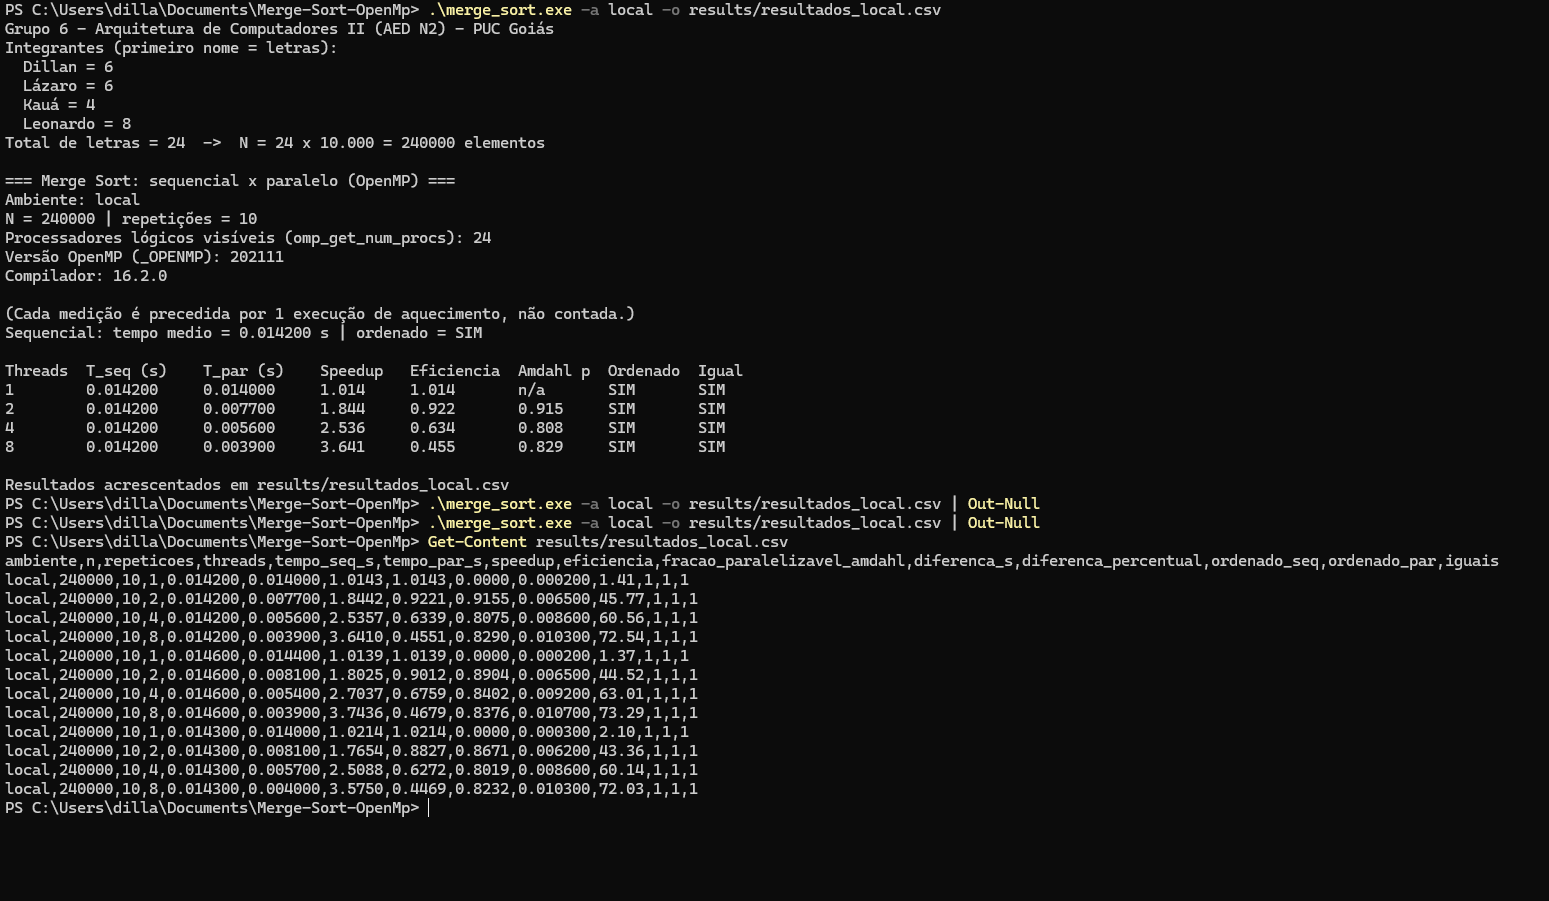 PS C:\Users\dilla\Documents\Merge-Sort-OpenMp> .\merge_sort.exe -a local -o results/resultados_local.csv
Grupo 6 - Arquitetura de Computadores II (AED N2) - PUC Goiás
Integrantes (primeiro nome = letras):
  Dillan = 6
  Lázaro = 6
  Kauá = 4
  Leonardo = 8
Total de letras = 24  ->  N = 24 x 10.000 = 240000 elementos

=== Merge Sort: sequencial x paralelo (OpenMP) ===
Ambiente: local
N = 240000 | repetições = 10
Processadores lógicos visíveis (omp_get_num_procs): 24
Versão OpenMP (_OPENMP): 202111
Compilador: 16.2.0

(Cada medição é precedida por 1 execução de aquecimento, não contada.)
Sequencial: tempo medio = 0.014200 s | ordenado = SIM

Threads  T_seq (s)    T_par (s)    Speedup   Eficiencia  Amdahl p  Ordenado  Igual
1        0.014200     0.014000     1.014     1.014       n/a       SIM       SIM
2        0.014200     0.007700     1.844     0.922       0.915     SIM       SIM
4        0.014200     0.005600     2.536     0.634       0.808     SIM       SIM
8        0.014200     0.003900     3.641     0.455       0.829     SIM       SIM

Resultados acrescentados em results/resultados_local.csv
PS C:\Users\dilla\Documents\Merge-Sort-OpenMp> .\merge_sort.exe -a local -o results/resultados_local.csv | Out-Null
PS C:\Users\dilla\Documents\Merge-Sort-OpenMp> .\merge_sort.exe -a local -o results/resultados_local.csv | Out-Null
PS C:\Users\dilla\Documents\Merge-Sort-OpenMp> Get-Content results/resultados_local.csv
ambiente,n,repeticoes,threads,tempo_seq_s,tempo_par_s,speedup,eficiencia,fracao_paralelizavel_amdahl,diferenca_s,diferenca_percentual,ordenado_seq,ordenado_par,iguais
local,240000,10,1,0.014200,0.014000,1.0143,1.0143,0.0000,0.000200,1.41,1,1,1
local,240000,10,2,0.014200,0.007700,1.8442,0.9221,0.9155,0.006500,45.77,1,1,1
local,240000,10,4,0.014200,0.005600,2.5357,0.6339,0.8075,0.008600,60.56,1,1,1
local,240000,10,8,0.014200,0.003900,3.6410,0.4551,0.8290,0.010300,72.54,1,1,1
local,240000,10,1,0.014600,0.014400,1.0139,1.0139,0.0000,0.000200,1.37,1,1,1
local,240000,10,2,0.014600,0.008100,1.8025,0.9012,0.8904,0.006500,44.52,1,1,1
local,240000,10,4,0.014600,0.005400,2.7037,0.6759,0.8402,0.009200,63.01,1,1,1
local,240000,10,8,0.014600,0.003900,3.7436,0.4679,0.8376,0.010700,73.29,1,1,1
local,240000,10,1,0.014300,0.014000,1.0214,1.0214,0.0000,0.000300,2.10,1,1,1
local,240000,10,2,0.014300,0.008100,1.7654,0.8827,0.8671,0.006200,43.36,1,1,1
local,240000,10,4,0.014300,0.005700,2.5088,0.6272,0.8019,0.008600,60.14,1,1,1
local,240000,10,8,0.014300,0.004000,3.5750,0.4469,0.8232,0.010300,72.03,1,1,1
PS C:\Users\dilla\Documents\Merge-Sort-OpenMp>